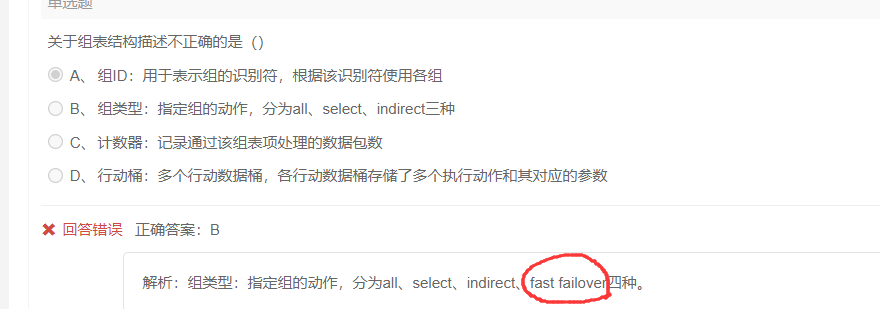 单选题
关于组表结构描述不正确的是（）
A、 组ID：用于表示组的识别符，根据该识别符使用各组
B、 组类型：指定组的动作，分为all、select、indirect三种
C、 计数器：记录通过该组表项处理的数据包数
D、 行动桶：多个行动数据桶，各行动数据桶存储了多个执行动作和其对应的参数
✖ 回答错误 正确答案：B
解析：组类型：指定组的动作，分为all、select、indirect、fast failover四种。